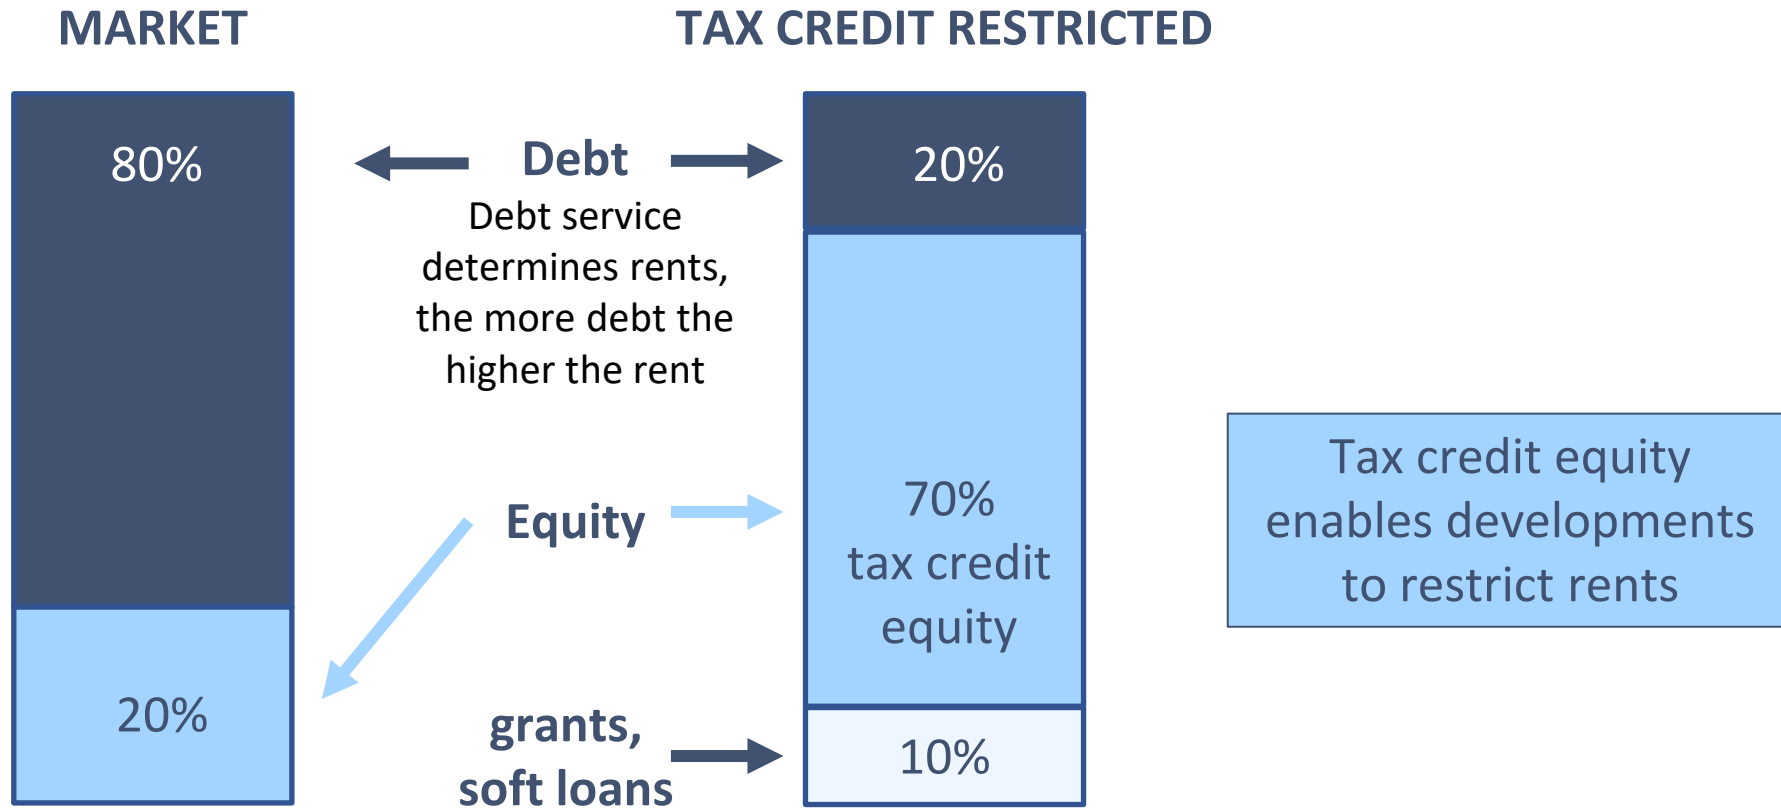 MARKET
TAX CREDIT RESTRICTED
80%
Debt
20%
Debt service
determines rents,
the more debt the
higher the rent
Equity
70%
tax credit
equity
Tax credit equity
enables developments
to restrict rents
20%
grants,
soft loans
10%